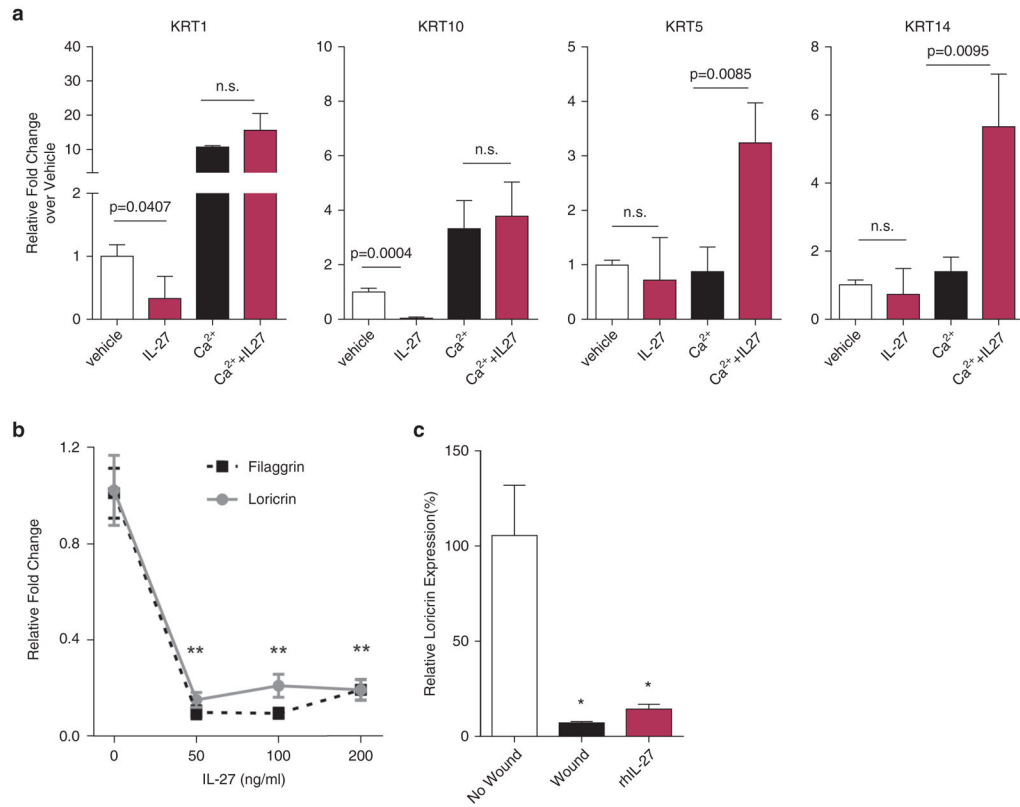 a
KRT1
KRT10
KRT5
KRT14
Relative Fold Change
over Vehicle
40
30
20
10
2
1
0
p=0.0407
n.s.
vehicle
IL-27
Ca²⁺
Ca²⁺+IL27
10
8
6
4
2
0
p=0.0004
n.s.
vehicle
IL-27
Ca²⁺
Ca²⁺+IL27
5
4
3
2
1
0
n.s.
p=0.0085
vehicle
IL-27
Ca²⁺
Ca²⁺+IL27
8
6
4
2
0
n.s.
p=0.0095
vehicle
IL-27
Ca²⁺
Ca²⁺+IL27
b
Relative Fold Change
1.2
0.8
0.4
0.0
Filaggrin
Loricrin
**
**
**
0
50
100
200
IL-27 (ng/ml)
c
Relative Loricrin Expression(%)
150
100
50
0
*
*
No Wound
Wound
rhIL-27